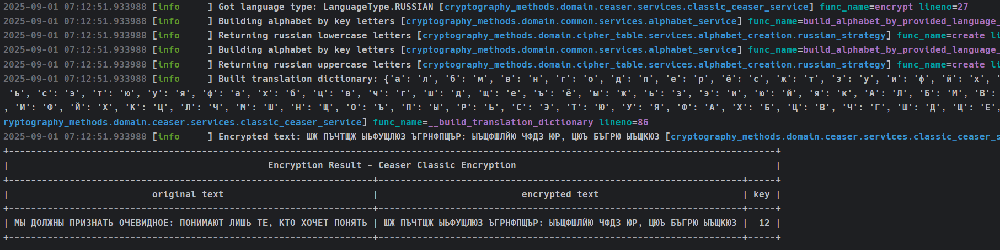 2025-09-01 07:12:51.933988 [info     ] Got language type: LanguageType.RUSSIAN [cryptography_methods.domain.ceaser.services.classic_ceaser_service] func_name=encrypt lineno=27
2025-09-01 07:12:51.933988 [info     ] Building alphabet by key letters [cryptography_methods.domain.common.services.alphabet_service] func_name=build_alphabet_by_provided_language_
2025-09-01 07:12:51.933988 [info     ] Returning russian lowercase letters [cryptography_methods.domain.cipher_table.services.alphabet_creation.russian_strategy] func_name=create li
2025-09-01 07:12:51.933988 [info     ] Building alphabet by key letters [cryptography_methods.domain.common.services.alphabet_service] func_name=build_alphabet_by_provided_language_
2025-09-01 07:12:51.933988 [info     ] Returning russian uppercase letters [cryptography_methods.domain.cipher_table.services.alphabet_creation.russian_strategy] func_name=create li
2025-09-01 07:12:51.933988 [info     ] Built translation dictionary: {'а': 'л', 'б': 'м', 'в': 'н', 'г': 'о', 'д': 'п', 'е': 'р', 'ё': 'с', 'ж': 'т', 'з': 'у', 'и': 'ф', 'й': 'х', '
'ь', 'с': 'э', 'т': 'ю', 'у': 'я', 'ф': 'а', 'х': 'б', 'ц': 'в', 'ч': 'г', 'ш': 'д', 'щ': 'е', 'ъ': 'ё', 'ы': 'ж', 'ь': 'з', 'э': 'и', 'ю': 'й', 'я': 'к', 'А': 'Л', 'Б': 'М', 'В':
, 'И': 'Ф', 'Й': 'Х', 'К': 'Ц', 'Л': 'Ч', 'М': 'Ш', 'Н': 'Щ', 'О': 'Ъ', 'П': 'Ы', 'Р': 'Ь', 'С': 'Э', 'Т': 'Ю', 'У': 'Я', 'Ф': 'А', 'Х': 'Б', 'Ц': 'В', 'Ч': 'Г', 'Ш': 'Д', 'Щ': 'Е',
ryptography_methods.domain.ceaser.services.classic_ceaser_service] func_name=__build_translation_dictionary lineno=86
2025-09-01 07:12:51.933988 [info     ] Encrypted text: ШЖ ПЪЧТЩЖ ЫЬФУЩЛЮЗ ЪГРНФПЩЪР: ЫЪЩФШЛЙЮ ЧФДЗ ЮР, ЦЮЪ БЪГРЮ ЫЪЩКЮЗ [cryptography_methods.domain.ceaser.services.classic_ceaser_s
Encryption Result - Ceaser Classic Encryption
| original text | encrypted text | key |
| МЫ ДОЛЖНЫ ПРИЗНАТЬ ОЧЕВИДНОЕ: ПОНИМАЮТ ЛИШЬ ТЕ, КТО ХОЧЕТ ПОНЯТЬ | ШЖ ПЪЧТЩЖ ЫЬФУЩЛЮЗ ЪГРНФПЩЪР: ЫЪЩФШЛЙЮ ЧФДЗ ЮР, ЦЮЪ БЪГРЮ ЫЪЩКЮЗ | 12 |